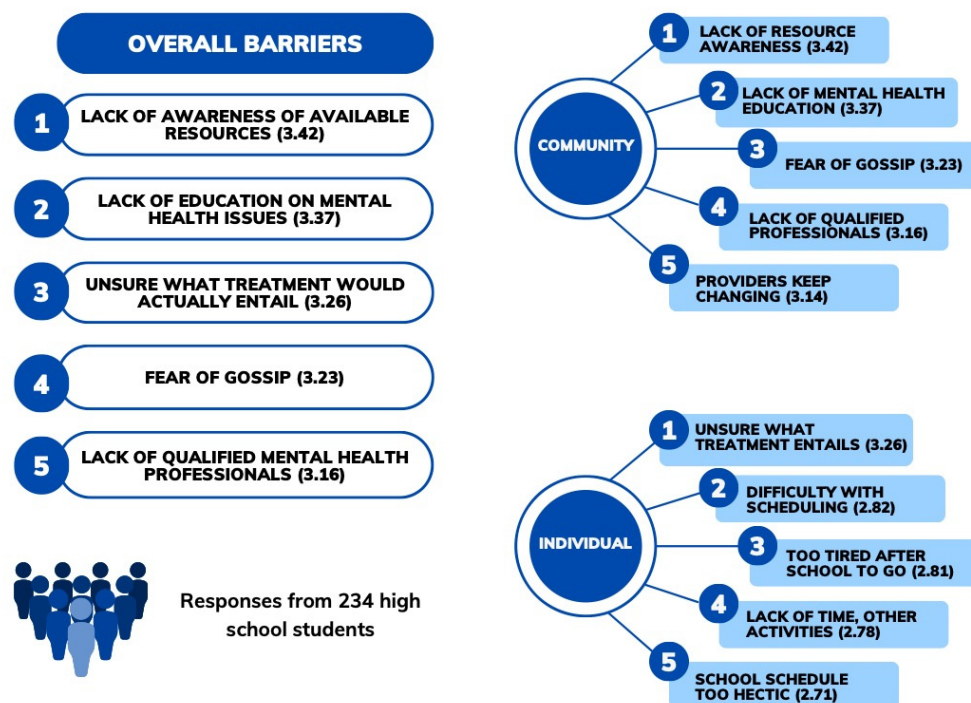 OVERALL BARRIERS
1
LACK OF AWARENESS OF AVAILABLE
RESOURCES (3.42)
2
LACK OF EDUCATION ON MENTAL
HEALTH ISSUES (3.37)
3
UNSURE WHAT TREATMENT WOULD
ACTUALLY ENTAIL (3.26)
4
FEAR OF GOSSIP (3.23)
5
LACK OF QUALIFIED MENTAL HEALTH
PROFESSIONALS (3.16)
Responses from 234 high
school students
COMMUNITY
1
LACK OF RESOURCE
AWARENESS (3.42)
2
LACK OF MENTAL HEALTH
EDUCATION (3.37)
3
FEAR OF GOSSIP (3.23)
4
LACK OF QUALIFIED
PROFESSIONALS (3.16)
5
PROVIDERS KEEP
CHANGING (3.14)
INDIVIDUAL
1
UNSURE WHAT
TREATMENT ENTAILS (3.26)
2
DIFFICULTY WITH
SCHEDULING (2.82)
3
TOO TIRED AFTER
SCHOOL TO GO (2.81)
4
LACK OF TIME, OTHER
ACTIVITIES (2.78)
5
SCHOOL SCHEDULE
TOO HECTIC (2.71)